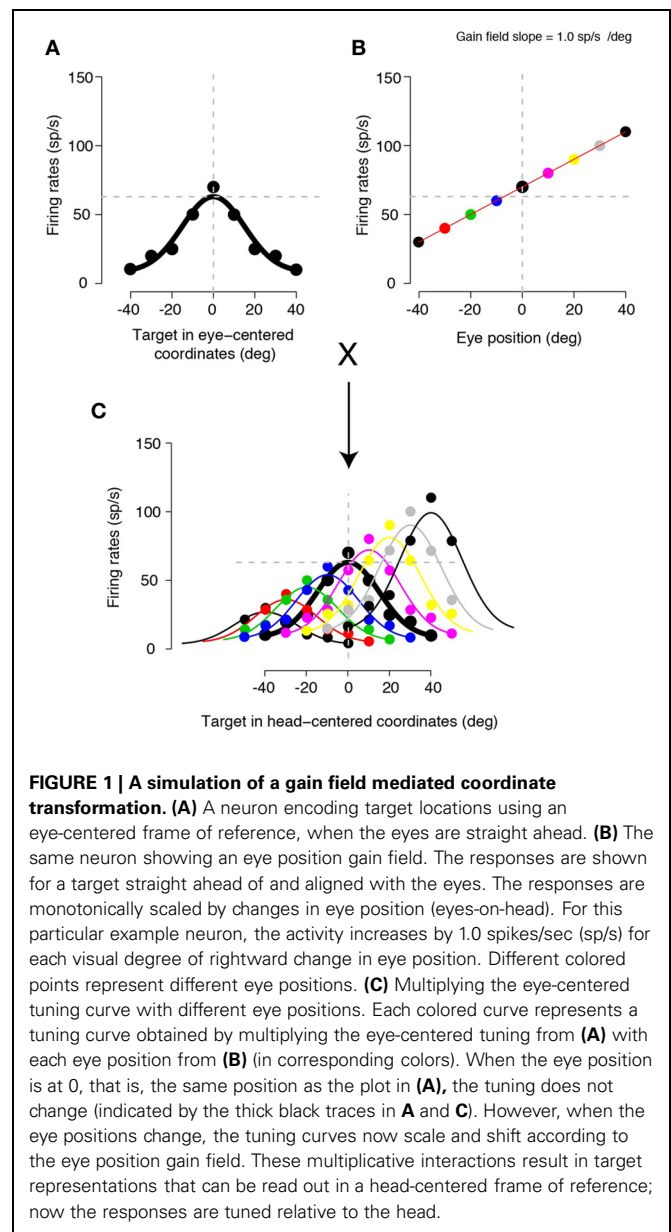 A
B
Gain field slope = 1.0 sp/s /deg
150
100
50
0
Firing rates (sp/s)
-40 -20 0 20 40
Target in eye−centered
coordinates (deg)
150
100
50
0
Firing rates (sp/s)
-40 -20 0 20 40
Eye position (deg)
X
C
150
100
50
0
Firing rates (sp/s)
-40 -20 0 20 40
Target in head−centered coordinates (deg)
FIGURE 1 | A simulation of a gain field mediated coordinate
transformation. (A) A neuron encoding target locations using an
eye-centered frame of reference, when the eyes are straight ahead. (B) The
same neuron showing an eye position gain field. The responses are shown
for a target straight ahead of and aligned with the eyes. The responses are
monotonically scaled by changes in eye position (eyes-on-head). For this
particular example neuron, the activity increases by 1.0 spikes/sec (sp/s) for
each visual degree of rightward change in eye position. Different colored
points represent different eye positions. (C) Multiplying the eye-centered
tuning curve with different eye positions. Each colored curve represents a
tuning curve obtained by multiplying the eye-centered tuning from (A) with
each eye position from (B) (in corresponding colors). When the eye position
is at 0, that is, the same position as the plot in (A), the tuning does not
change (indicated by the thick black traces in A and C). However, when the
eye positions change, the tuning curves now scale and shift according to
the eye position gain field. These multiplicative interactions result in target
representations that can be read out in a head-centered frame of reference;
now the responses are tuned relative to the head.